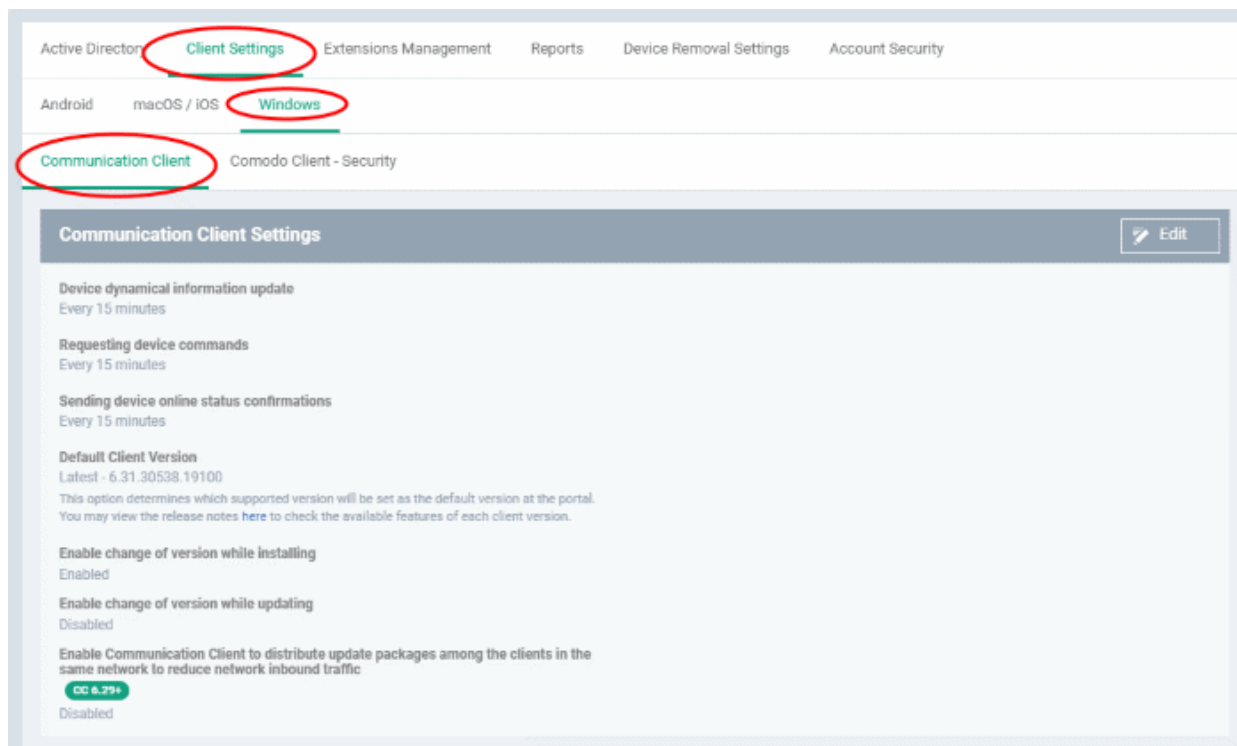 Active Directory Client Settings Extensions Management Reports Device Removal Settings Account Security
Android macOS / iOS Windows
Communication Client Comodo Client - Security
Communication Client Settings Edit
Device dynamical information update
Every 15 minutes
Requesting device commands
Every 15 minutes
Sending device online status confirmations
Every 15 minutes
Default Client Version
Latest - 6.31.30538.19100
This option determines which supported version will be set as the default version at the portal.
You may view the release notes here to check the available features of each client version.
Enable change of version while installing
Enabled
Enable change of version while updating
Disabled
Enable Communication Client to distribute update packages among the clients in the
same network to reduce network inbound traffic
CC 6.29+
Disabled